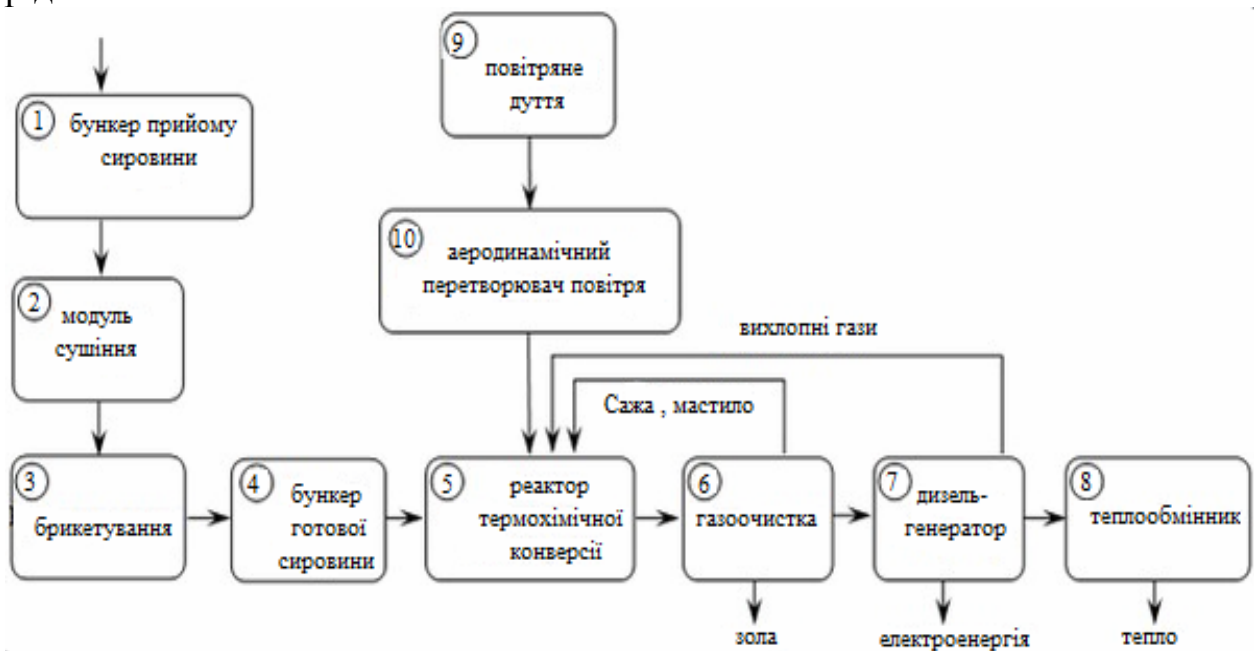 1
бункер прийому
сировини
2
модуль
сушіння
3
брикетування
4
бункер
готової
сировини
9
повітряне
дуття
10
аеродинамічний
перетворювач повітря
вихлопні гази
Сажа , мастило
5
реактор
термохімічної
конверсії
6
газоочистка
7
дизель-
генератор
8
теплообмінник
зола
електроенергія
тепло